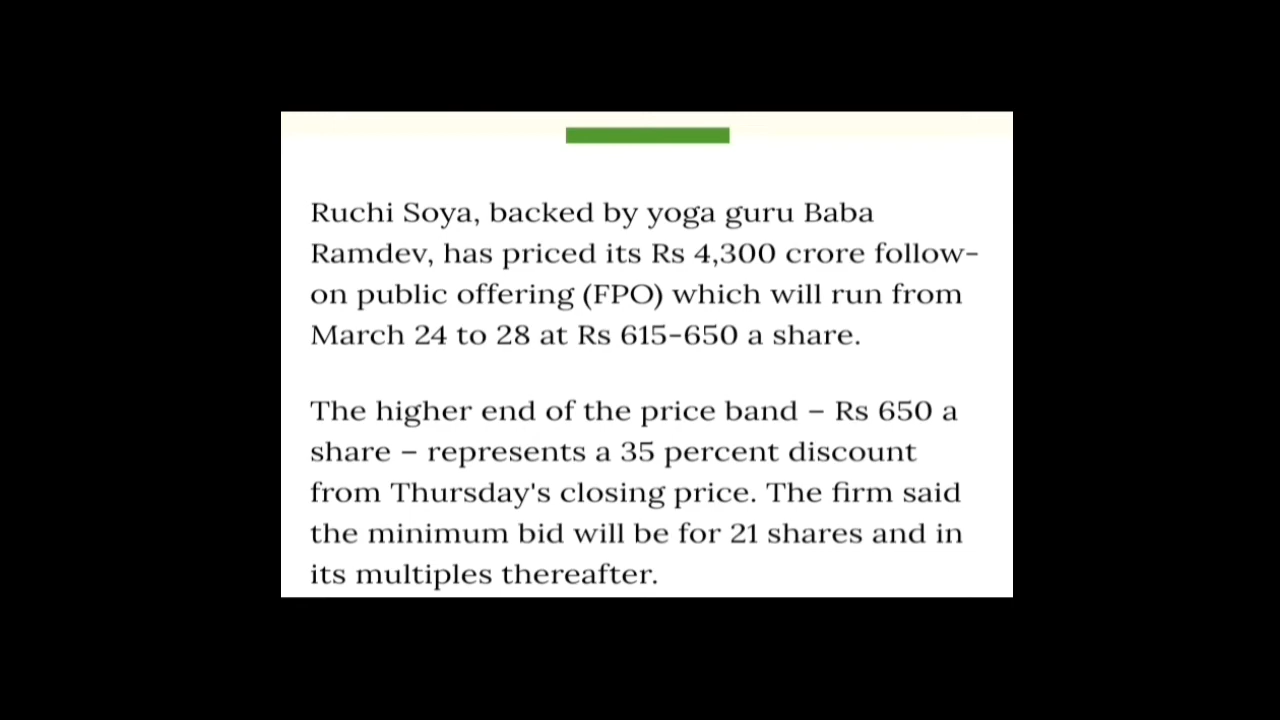 Ruchi Soya, backed by yoga guru Baba
Ramdev, has priced its Rs 4,300 crore follow-
on public offering (FPO) which will run from
March 24 to 28 at Rs 615-650 a share.
The higher end of the price band – Rs 650 a
share – represents a 35 percent discount
from Thursday's closing price. The firm said
the minimum bid will be for 21 shares and in
its multiples thereafter.